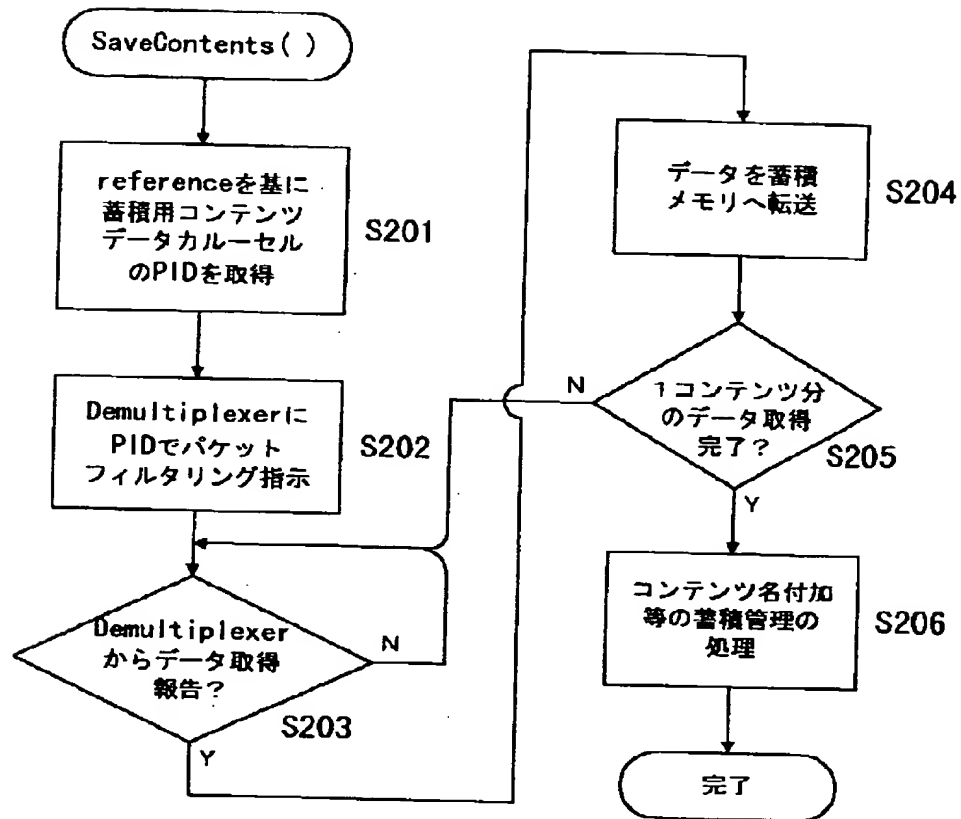 SaveContents( )
referenceを基に
蓄積用コンテンツ
データカルーセル
のPIDを取得
S201
Demultiplexerに
PIDでパケット
フィルタリング指示
S202
Demultiplexer
からデータ取得
報告？
N
S203
Y
データを蓄積
メモリへ転送
S204
N
1コンテンツ分
のデータ取得
完了？
S205
Y
コンテンツ名付加
等の蓄積管理の
処理
S206
完了